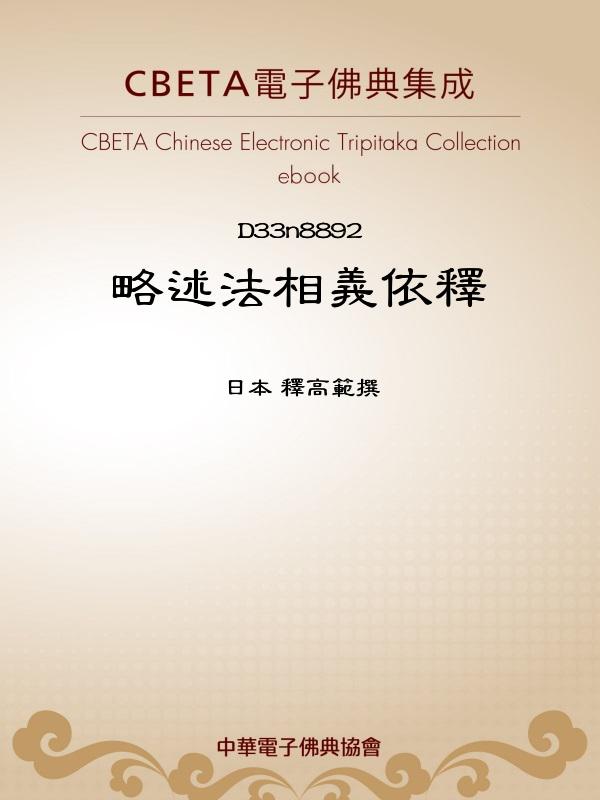 CBETA電子佛典集成
CBETA Chinese Electronic Tripitaka Collection
ebook
D33n8892
略述法相義依釋
日本 釋高範撰
中華電子佛典協會